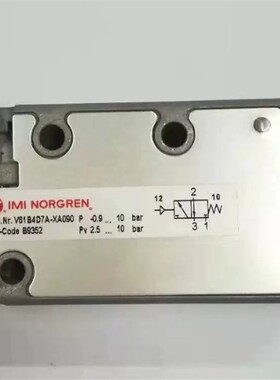 IMI NORGREN
.Nr. V61B4D7A-XA090 P -0.9 ... 10 bar
-Code B9352 Pv 2.5 ... 10 bar
12 2 10
3 1